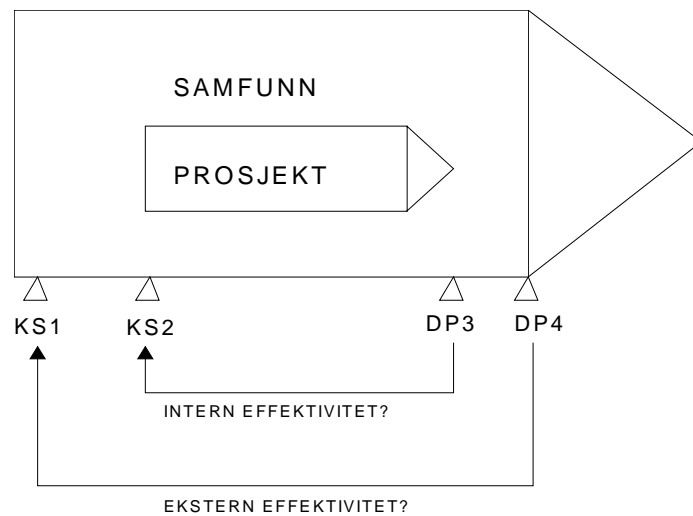 SAMFUNN
PROSJEKT
KS1
KS2
DP3
DP4
INTERN EFFEKTIVITET?
EKSTERN EFFEKTIVITET?